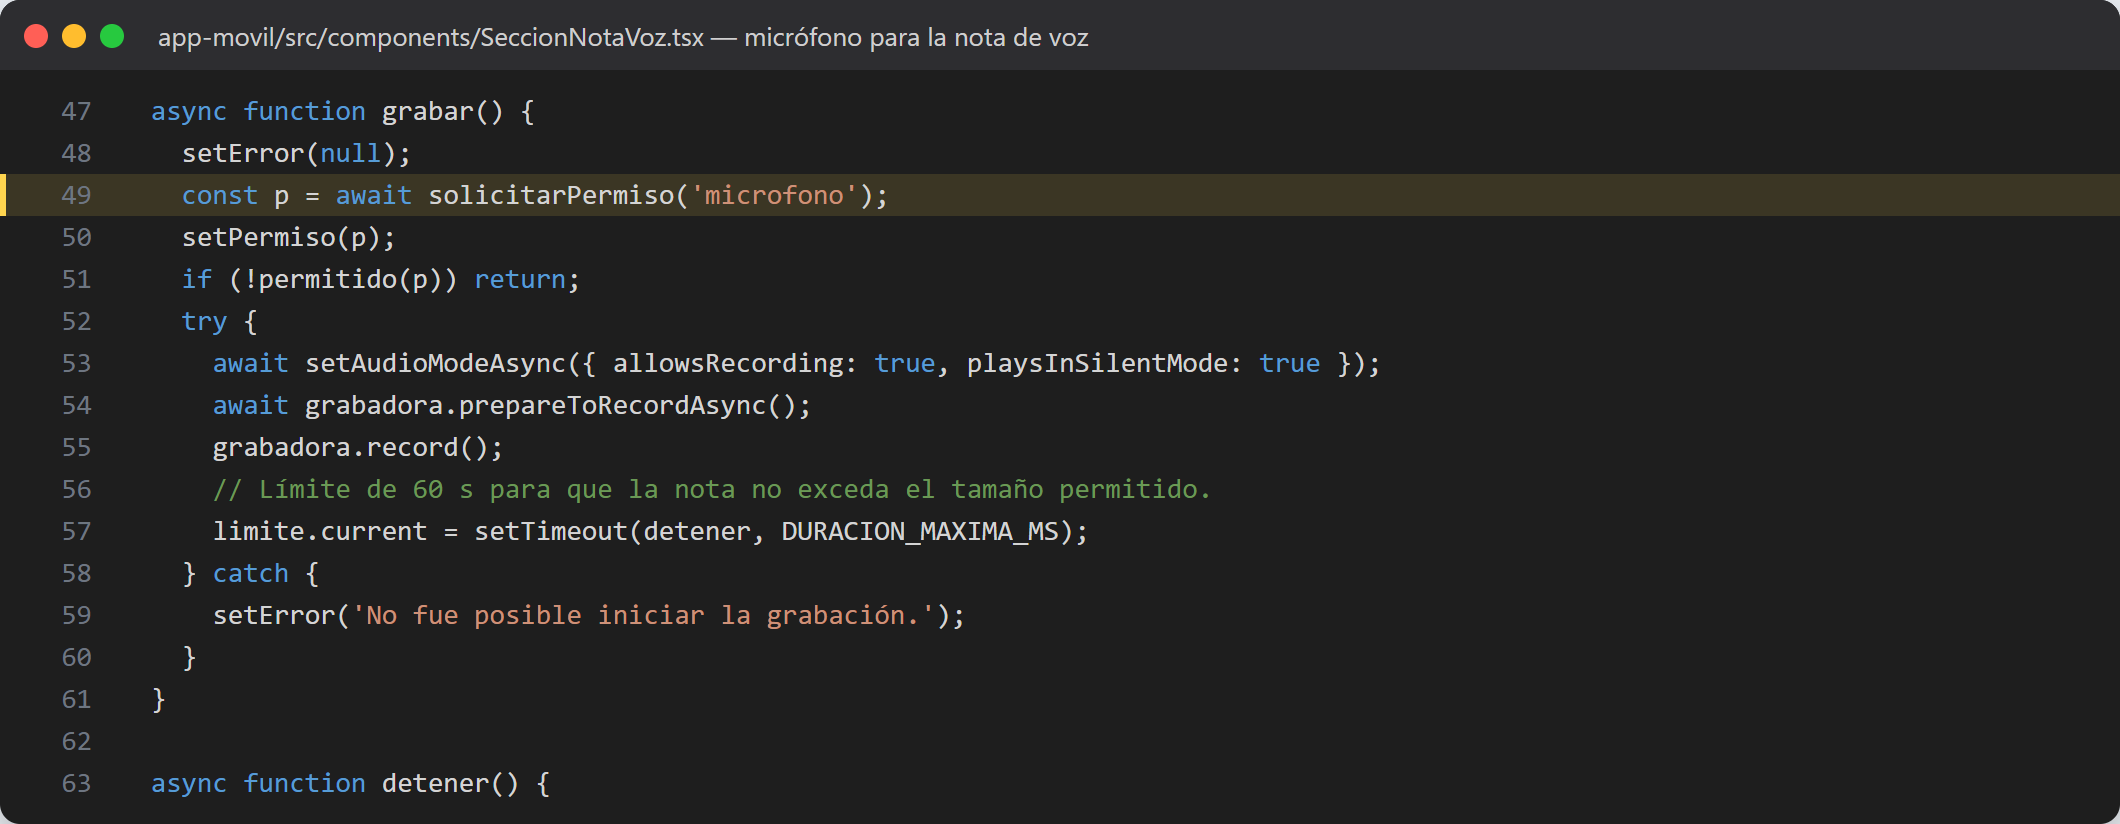 app-movil/src/components/SeccionNotaVoz.tsx — micrófono para la nota de voz
47 async function grabar() {
48 setError(null);
49 const p = await solicitarPermiso('microfono');
50 setPermiso(p);
51 if (!permitido(p)) return;
52 try {
53 await setAudioModeAsync({ allowsRecording: true, playsInSilentMode: true });
54 await grabadora.prepareToRecordAsync();
55 grabadora.record();
56 // Límite de 60 s para que la nota no exceda el tamaño permitido.
57 limite.current = setTimeout(detener, DURACION_MAXIMA_MS);
58 } catch {
59 setError('No fue posible iniciar la grabación.');
60 }
61 }
62
63 async function detener() {